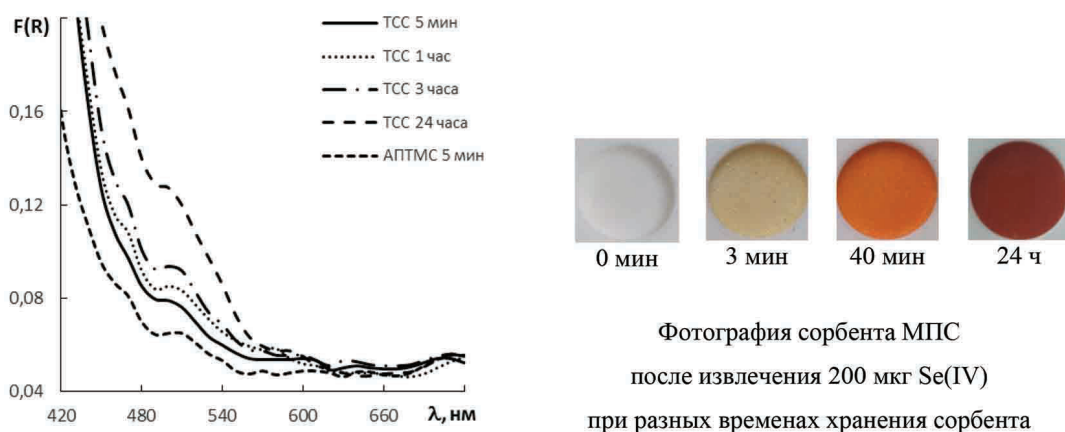 F(R)
0,16
0,12
0,08
0,04
420 480 540 600 660 λ, нм
ТСС 5 мин
ТСС 1 час
ТСС 3 часа
ТСС 24 часа
АПТМС 5 мин
0 мин 3 мин 40 мин 24 ч
Фотография сорбента МПС
после извлечения 200 мкг Se(IV)
при разных временах хранения сорбента